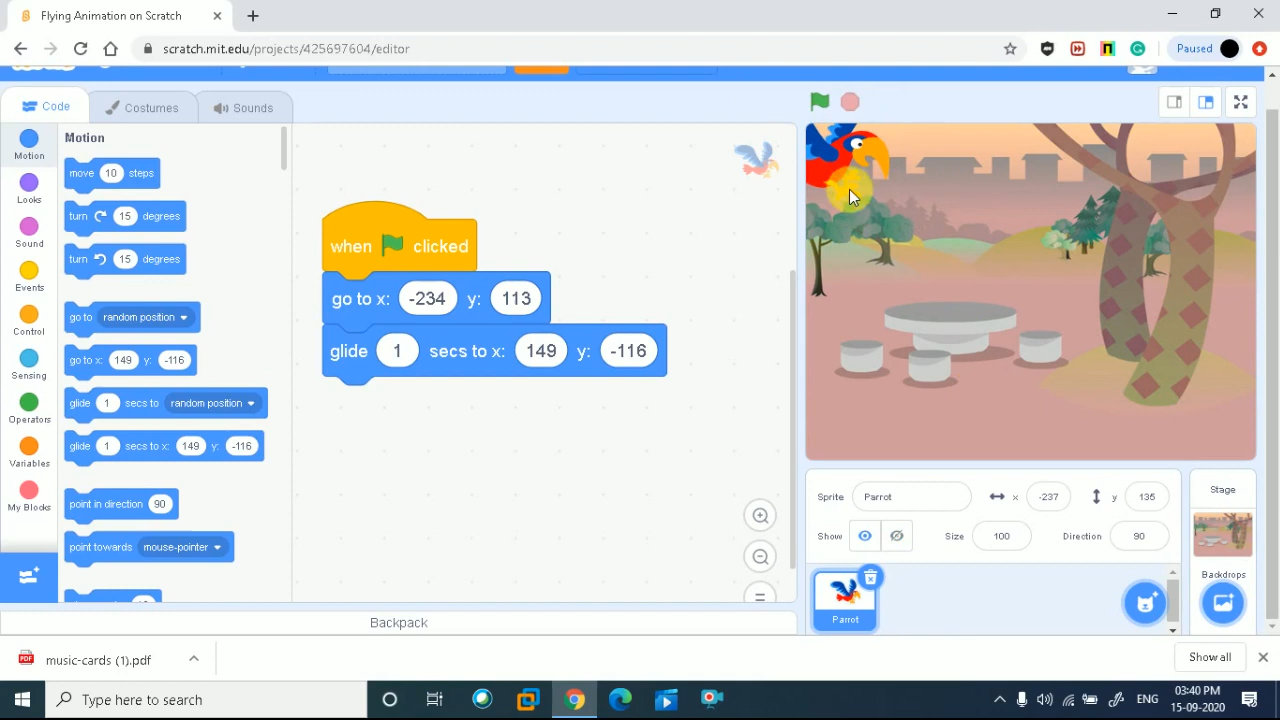 Flying Animation on Scratch
scratch.mit.edu/projects/425697604/editor
Paused
Code
Costumes
Sounds
Motion
Looks
Sound
Events
Control
Sensing
Operators
Variables
My Blocks
Motion
move 10 steps
turn 15 degrees
turn 15 degrees
go to random position
go to x: 149 y: -116
glide 1 secs to random position
glide 1 secs to x: 149 y: -116
point in direction 90
point towards mouse-pointer
when clicked
go to x: -234 y: 113
glide 1 secs to x: 149 y: -116
Sprite Parrot x -237 y 135
Show Size 100 Direction 90
Parrot
Stage
Backdrops
Backpack
music-cards (1).pdf
Show all
Type here to search
ENG
03:40 PM
15-09-2020